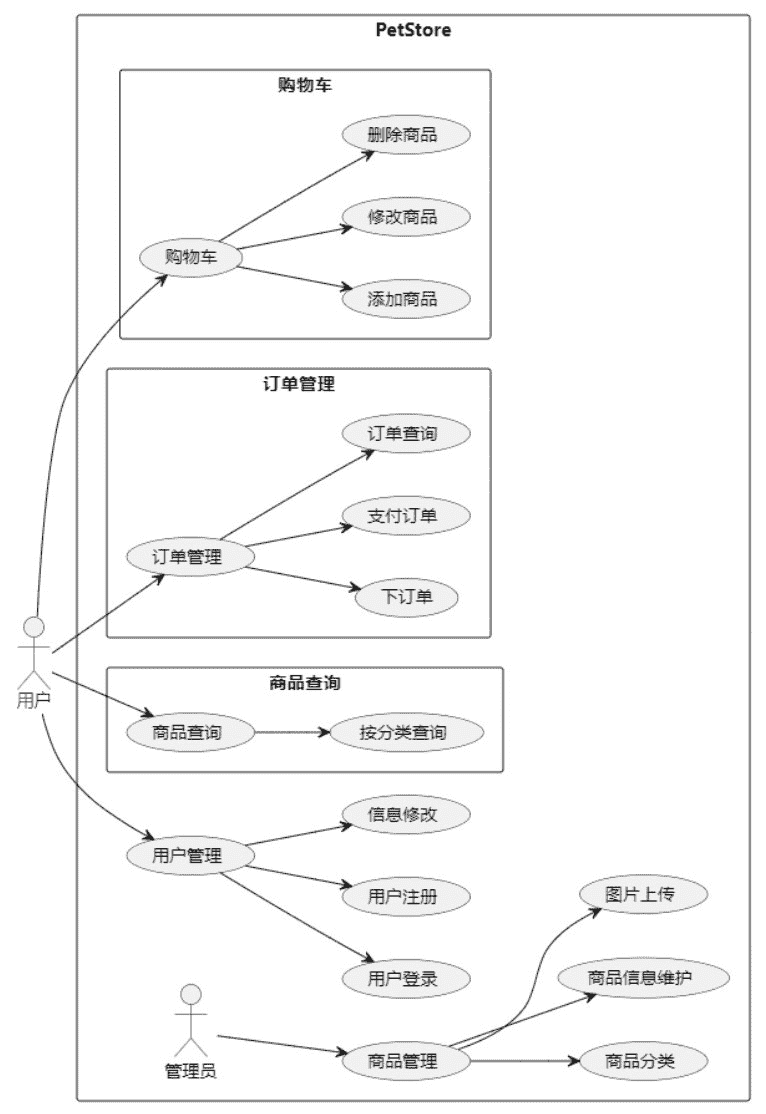 PetStore
购物车
删除商品
修改商品
购物车
添加商品
订单管理
订单查询
支付订单
订单管理
下订单
用户
商品查询
商品查询
按分类查询
信息修改
用户管理
用户注册
图片上传
用户登录
商品信息维护
管理员
商品管理
商品分类